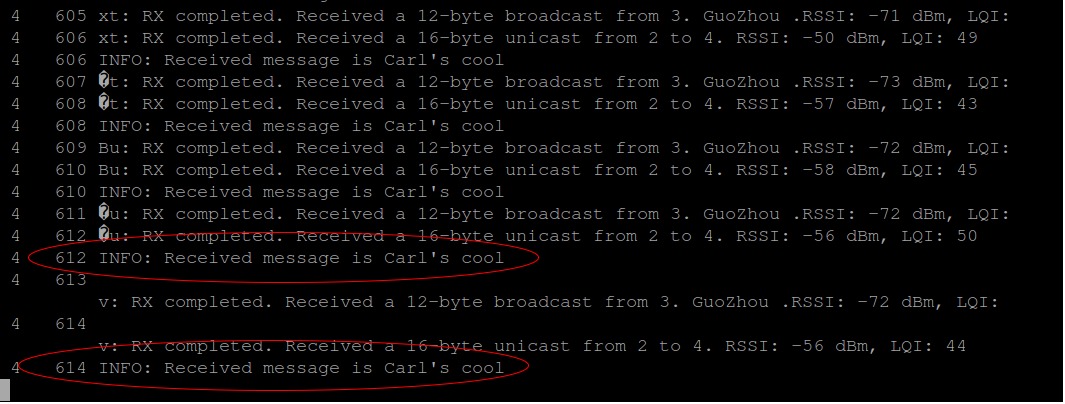 4 605 xt: RX completed. Received a 12-byte broadcast from 3. GuoZhou .RSSI: -71 dBm, LQI:
4 606 xt: RX completed. Received a 16-byte unicast from 2 to 4. RSSI: -50 dBm, LQI: 49
4 606 INFO: Received message is Carl's cool
4 607 �t: RX completed. Received a 12-byte broadcast from 3. GuoZhou .RSSI: -73 dBm, LQI:
4 608 �t: RX completed. Received a 16-byte unicast from 2 to 4. RSSI: -57 dBm, LQI: 43
4 608 INFO: Received message is Carl's cool
4 609 Bu: RX completed. Received a 12-byte broadcast from 3. GuoZhou .RSSI: -72 dBm, LQI:
4 610 Bu: RX completed. Received a 16-byte unicast from 2 to 4. RSSI: -58 dBm, LQI: 45
4 610 INFO: Received message is Carl's cool
4 611 �u: RX completed. Received a 12-byte broadcast from 3. GuoZhou .RSSI: -72 dBm, LQI:
4 612 �u: RX completed. Received a 16-byte unicast from 2 to 4. RSSI: -56 dBm, LQI: 50
4 612 INFO: Received message is Carl's cool
4 613
v: RX completed. Received a 12-byte broadcast from 3. GuoZhou .RSSI: -72 dBm, LQI:
4 614
v: RX completed. Received a 16-byte unicast from 2 to 4. RSSI: -56 dBm, LQI: 44
4 614 INFO: Received message is Carl's cool